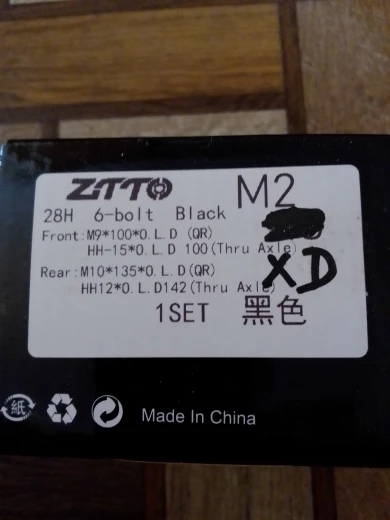 ZTTO M2
28H 6-bolt Black
Front:M9*100*O.L.D (QR)
HH-15*O.L.D 100(Thru Axle)
Rear:M10*135*O.L.D(QR)
HH12*O.L.D142(Thru Axle)
XD
1SET 黑色
紙
Made In China